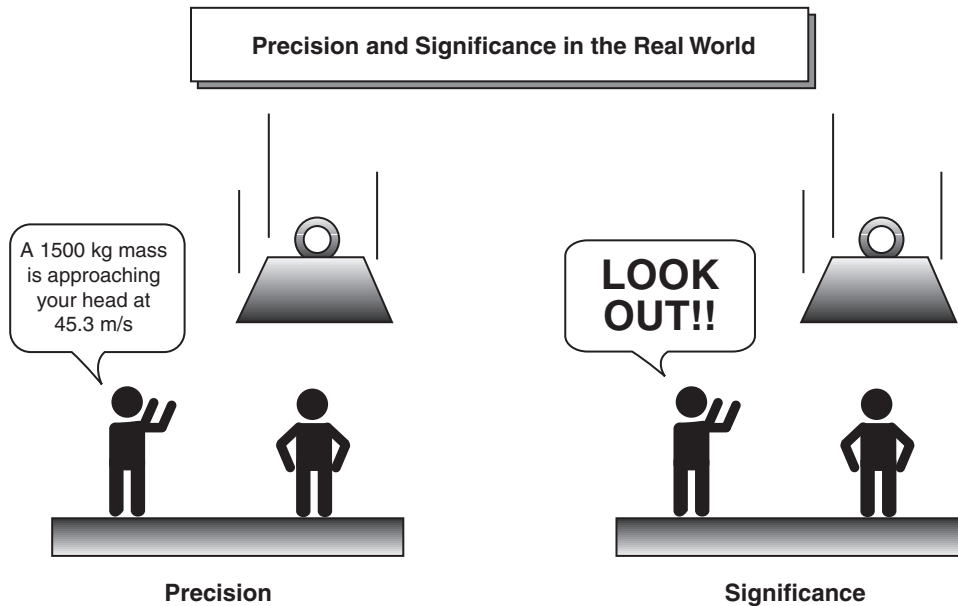 Precision and Significance in the Real World
A 1500 kg mass
is approaching
your head at
45.3 m/s
LOOK
OUT!!
Precision
Significance